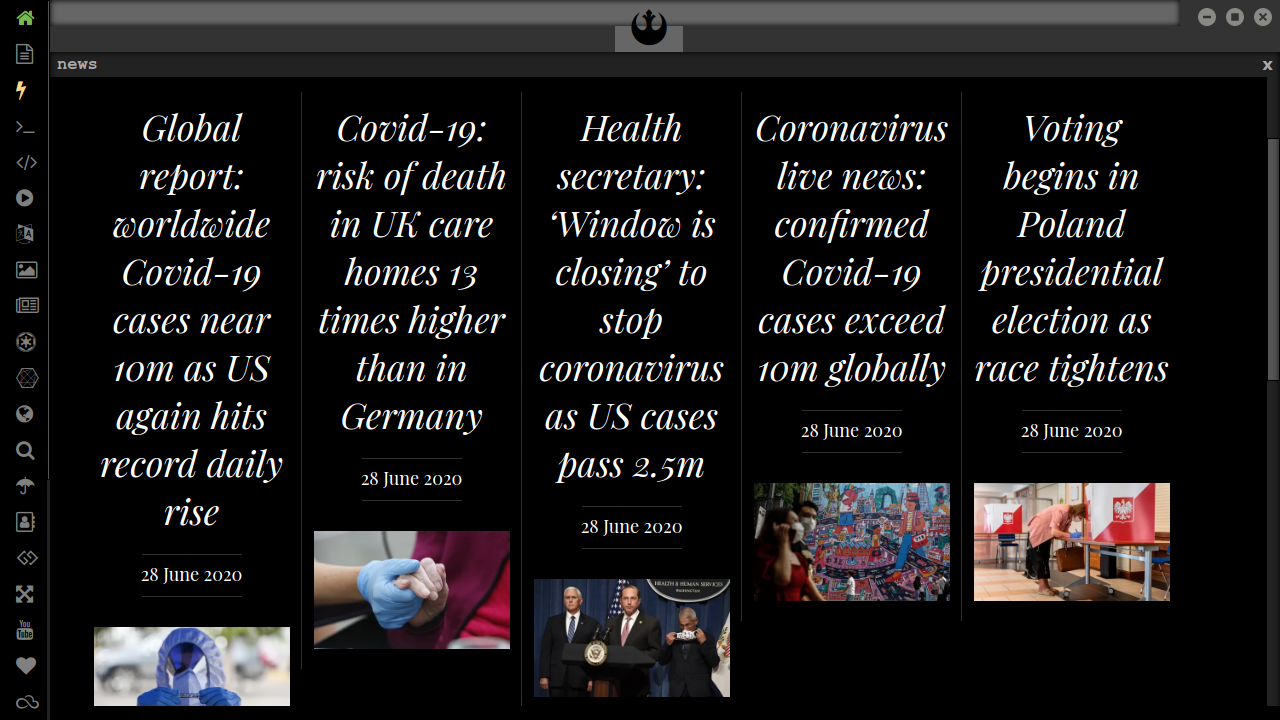 news
x
Global
report:
worldwide
Covid-19
cases near
10m as US
again hits
record daily
rise
28 June 2020
Covid-19:
risk of death
in UK care
homes 13
times higher
than in
Germany
28 June 2020
Health
secretary:
‘Window is
closing’ to
stop
coronavirus
as US cases
pass 2.5m
28 June 2020
HEALTH & HUMAN SERVICES
WASHINGTON
Coronavirus
live news:
confirmed
Covid-19
cases exceed
10m globally
28 June 2020
Voting
begins in
Poland
presidential
election as
race tightens
28 June 2020
You
Tube